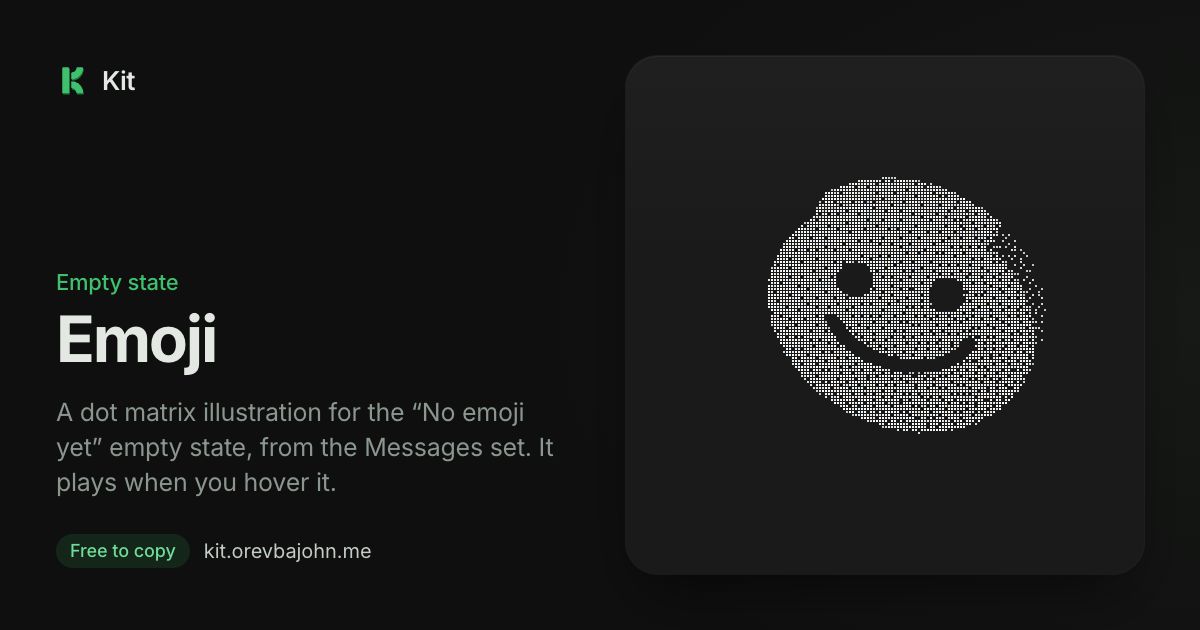 Kit
Empty state
Emoji
A dot matrix illustration for the “No emoji
yet” empty state, from the Messages set. It
plays when you hover it.
Free to copy
kit.orevbajohn.me